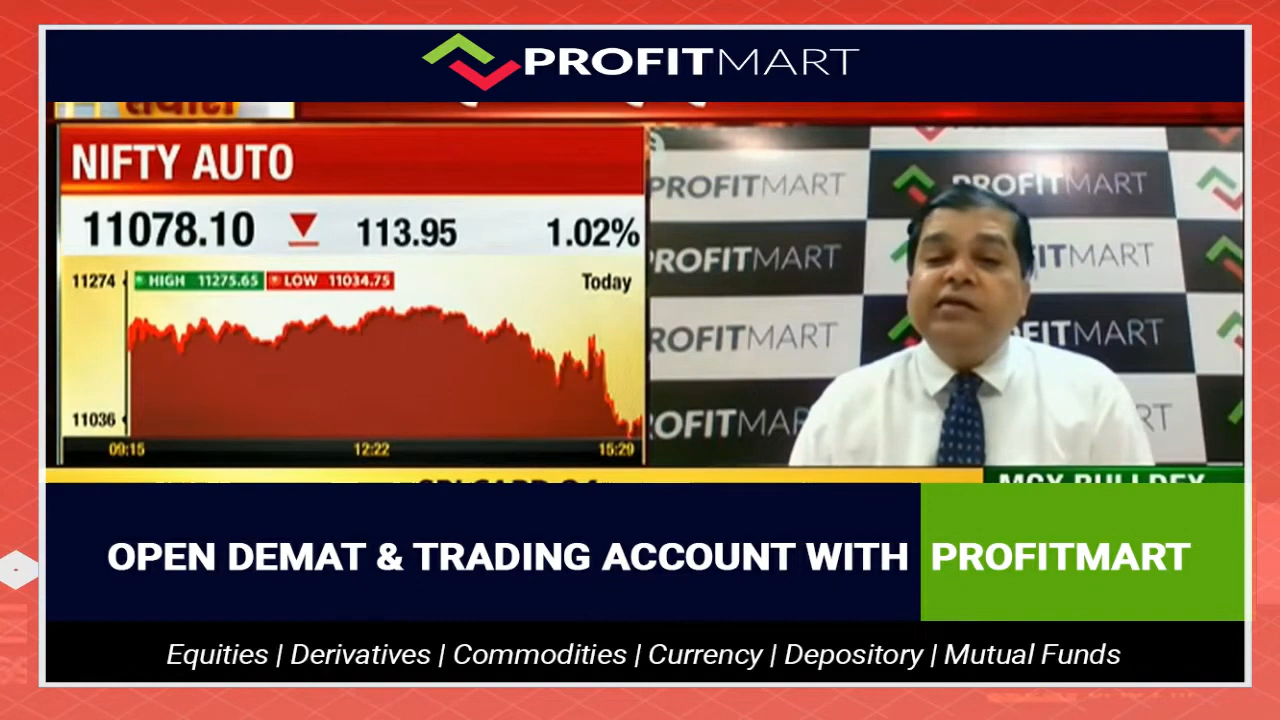 PROFITMART
NIFTY AUTO
11078.10 113.95 1.02%
11274 HIGH 11275.65 LOW 11034.75 Today
11036
09:15 12:22 15:29
PROFITMART PROFITMART
PROFITMART
PROFITMART
MCX BULLDEX
OPEN DEMAT & TRADING ACCOUNT WITH PROFITMART
Equities | Derivatives | Commodities | Currency | Depository | Mutual Funds